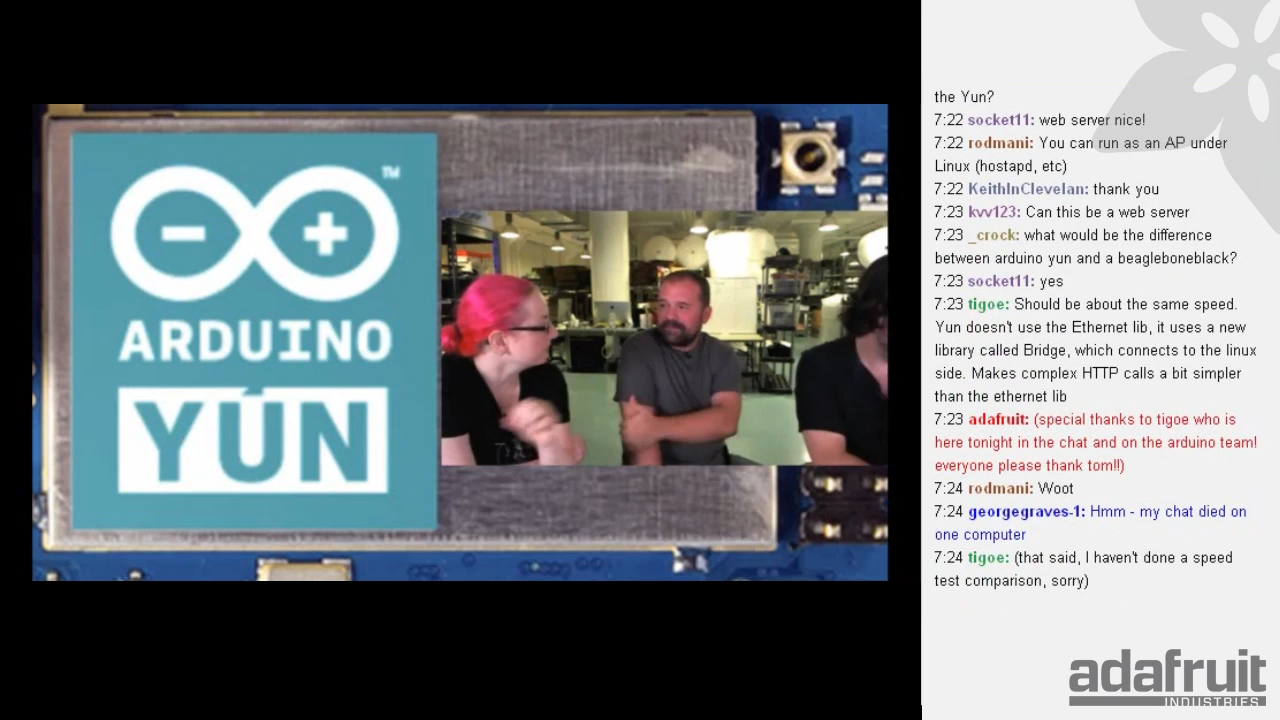 TM
ARDUINO
YÚN
the Yun?
7:22 socket11: web server nice!
7:22 rodmani: You can run as an AP under
Linux (hostapd, etc)
7:22 KeithInClevelan: thank you
7:23 kvv123: Can this be a web server
7:23 _crock: what would be the difference
between arduino yun and a beagleboneblack?
7:23 socket11: yes
7:23 tigoe: Should be about the same speed.
Yun doesn't use the Ethernet lib, it uses a new
library called Bridge, which connects to the linux
side. Makes complex HTTP calls a bit simpler
than the ethernet lib
7:23 adafruit: (special thanks to tigoe who is
here tonight in the chat and on the arduino team!
everyone please thank tom!!)
7:24 rodmani: Woot
7:24 georgegraves-1: Hmm - my chat died on
one computer
7:24 tigoe: (that said, I haven't done a speed
test comparison, sorry)
adafruit
INDUSTRIES